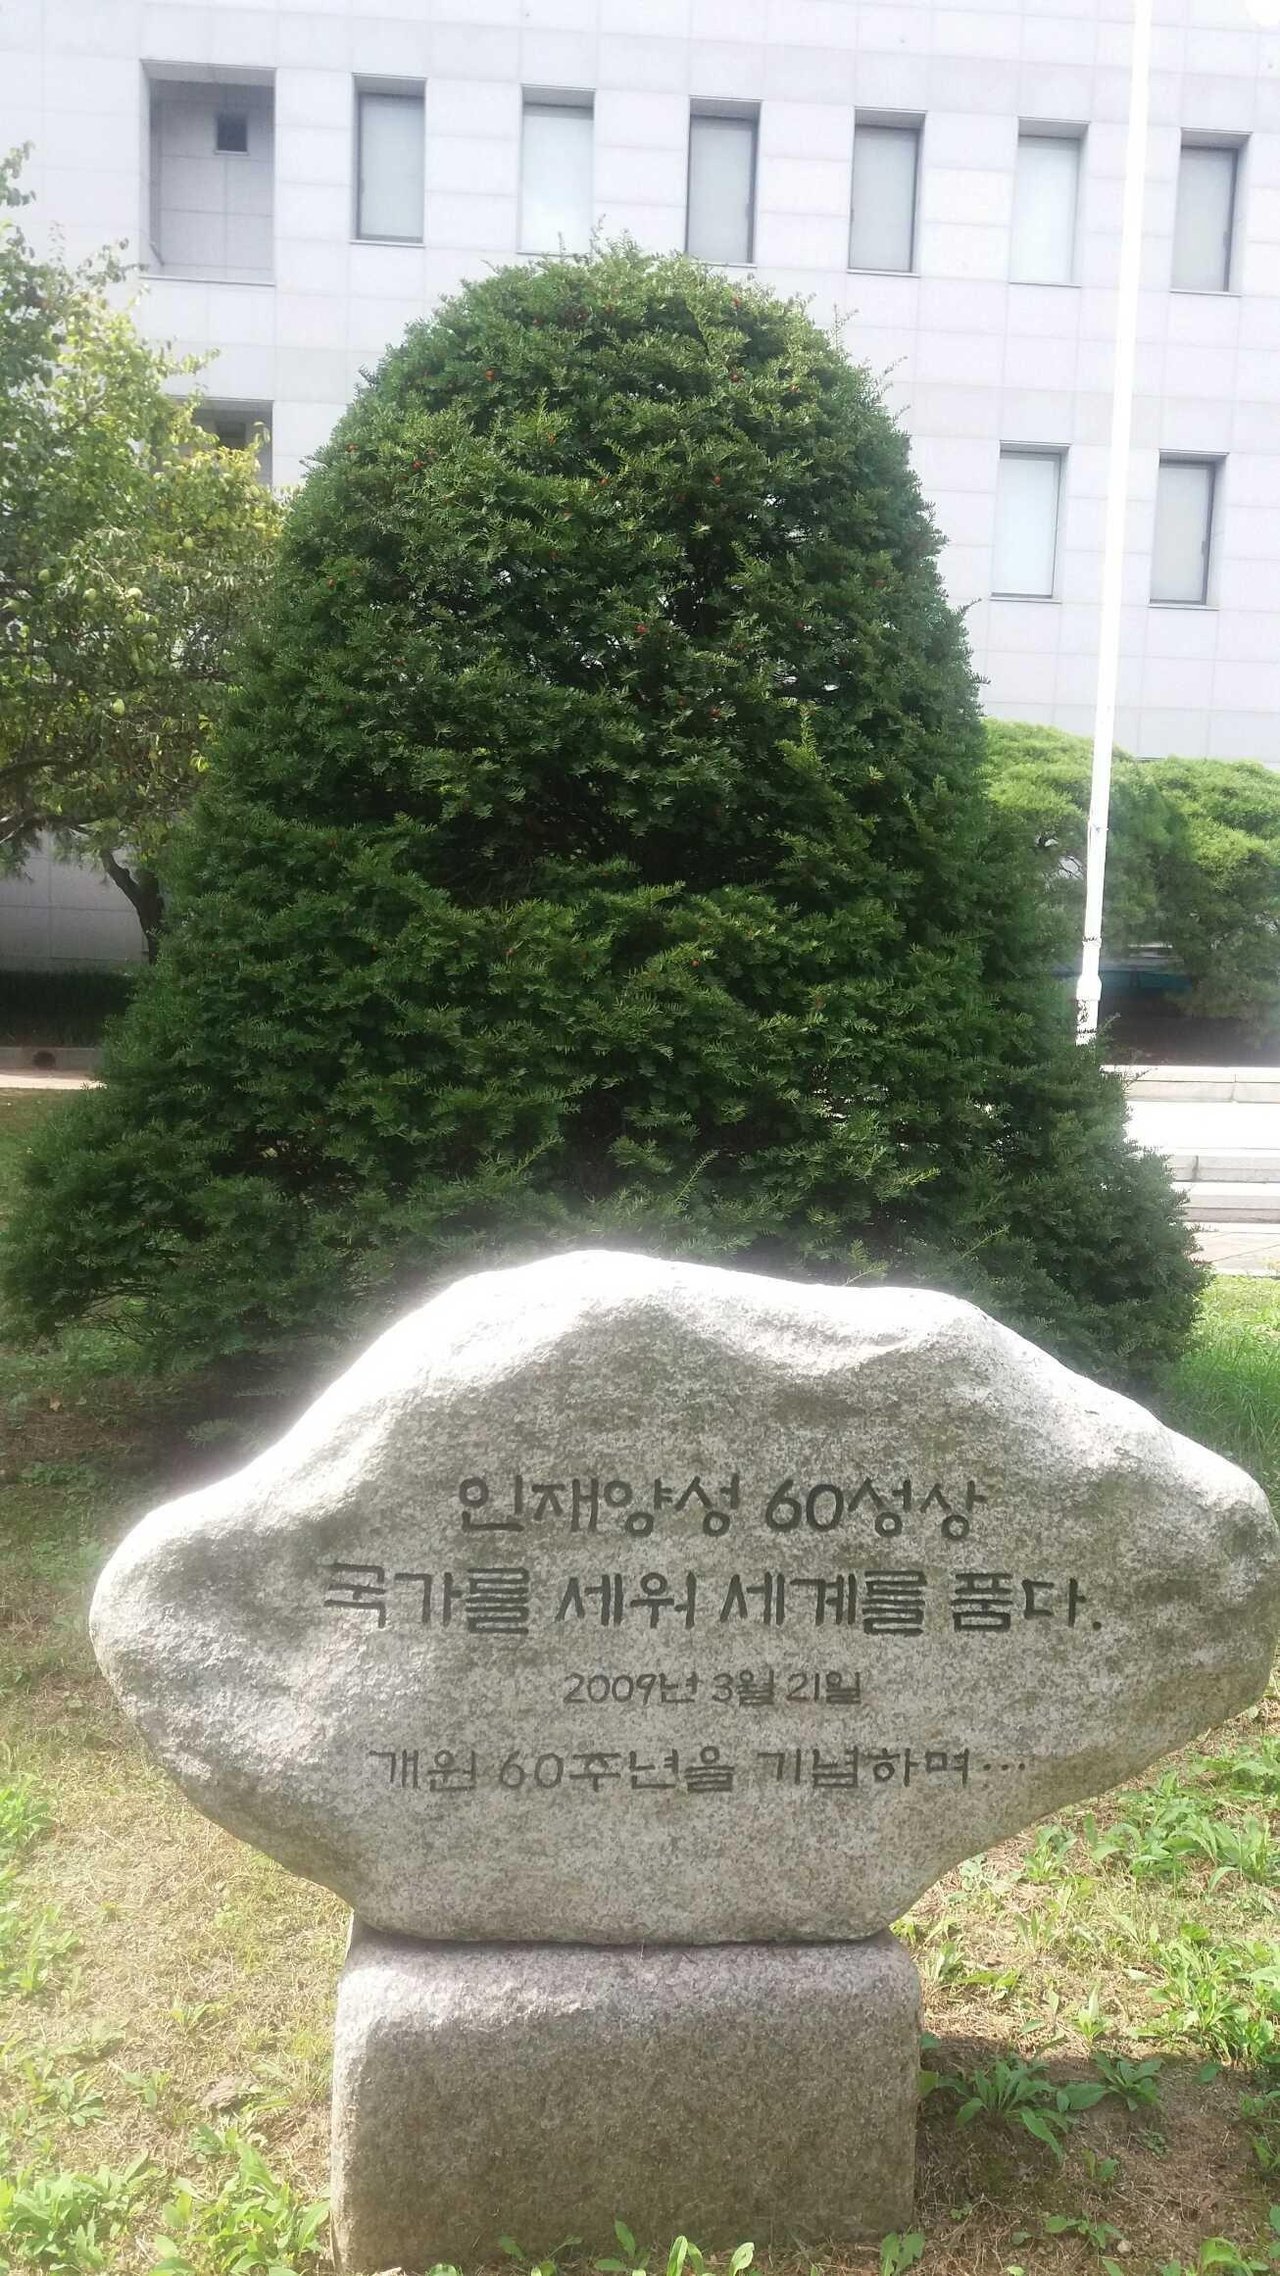 인재양성 60성상
국가를 세워 세계를 품다.
2009년 3월 21일
개원 60주년을 기념하며...